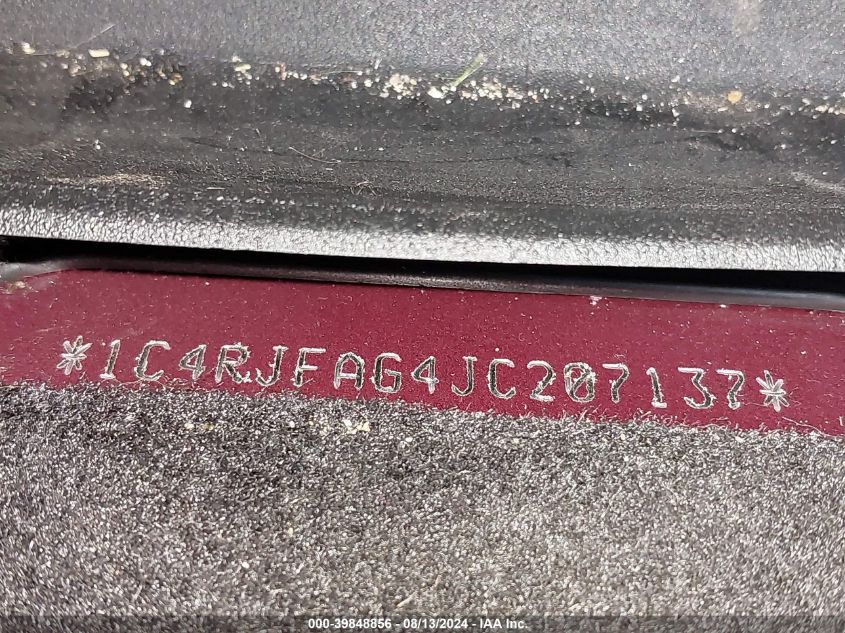 *1C4RJFAG4JC207137*
000-39848856 - 08/13/2024 - IAA Inc.